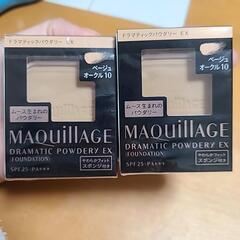 ドラマティックパウダリー EX
ベージュ
オークル10
ムース生まれの
パウダリー
MAQuillAGE
DRAMATIC POWDERY EX
(FOUNDATION)
やわらかフィット
スポンジ付き
SPF25・PA+++
ドラマティックパウダリー EX
ベージュ
オークル10
ムース生まれの
パウダリー
MAQuillAGE
DRAMATIC POWDERY EX
(FOUNDATION)
やわらかフィット
スポンジ付き
SPF25・PA+++